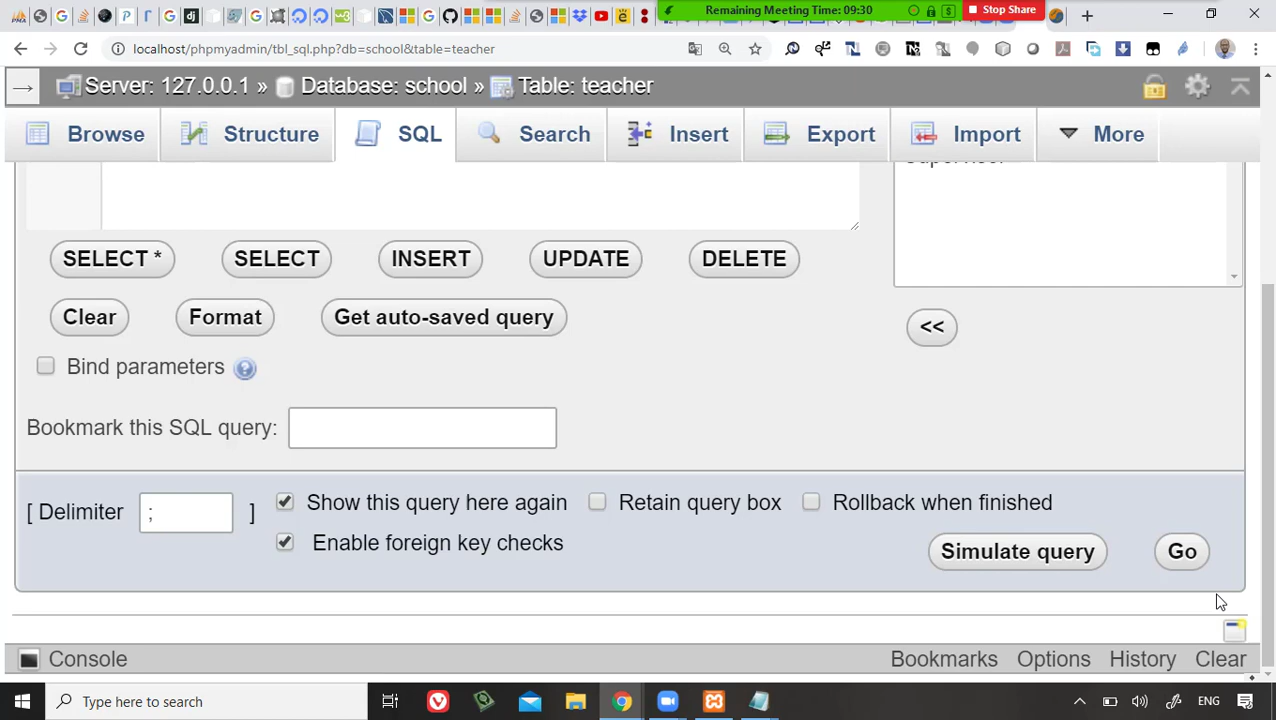 Remaining Meeting Time: 09:30
Stop Share
localhost/phpmyadmin/tbl_sql.php?db=school&table=teacher
Server: 127.0.0.1 » Database: school » Table: teacher
Browse Structure SQL Search Insert Export Import More
SELECT * SELECT INSERT UPDATE DELETE
Clear Format Get auto-saved query
<<
Bind parameters
Bookmark this SQL query:
[ Delimiter ; ] Show this query here again Retain query box Rollback when finished
Enable foreign key checks
Simulate query Go
Console Bookmarks Options History Clear
Type here to search ENG